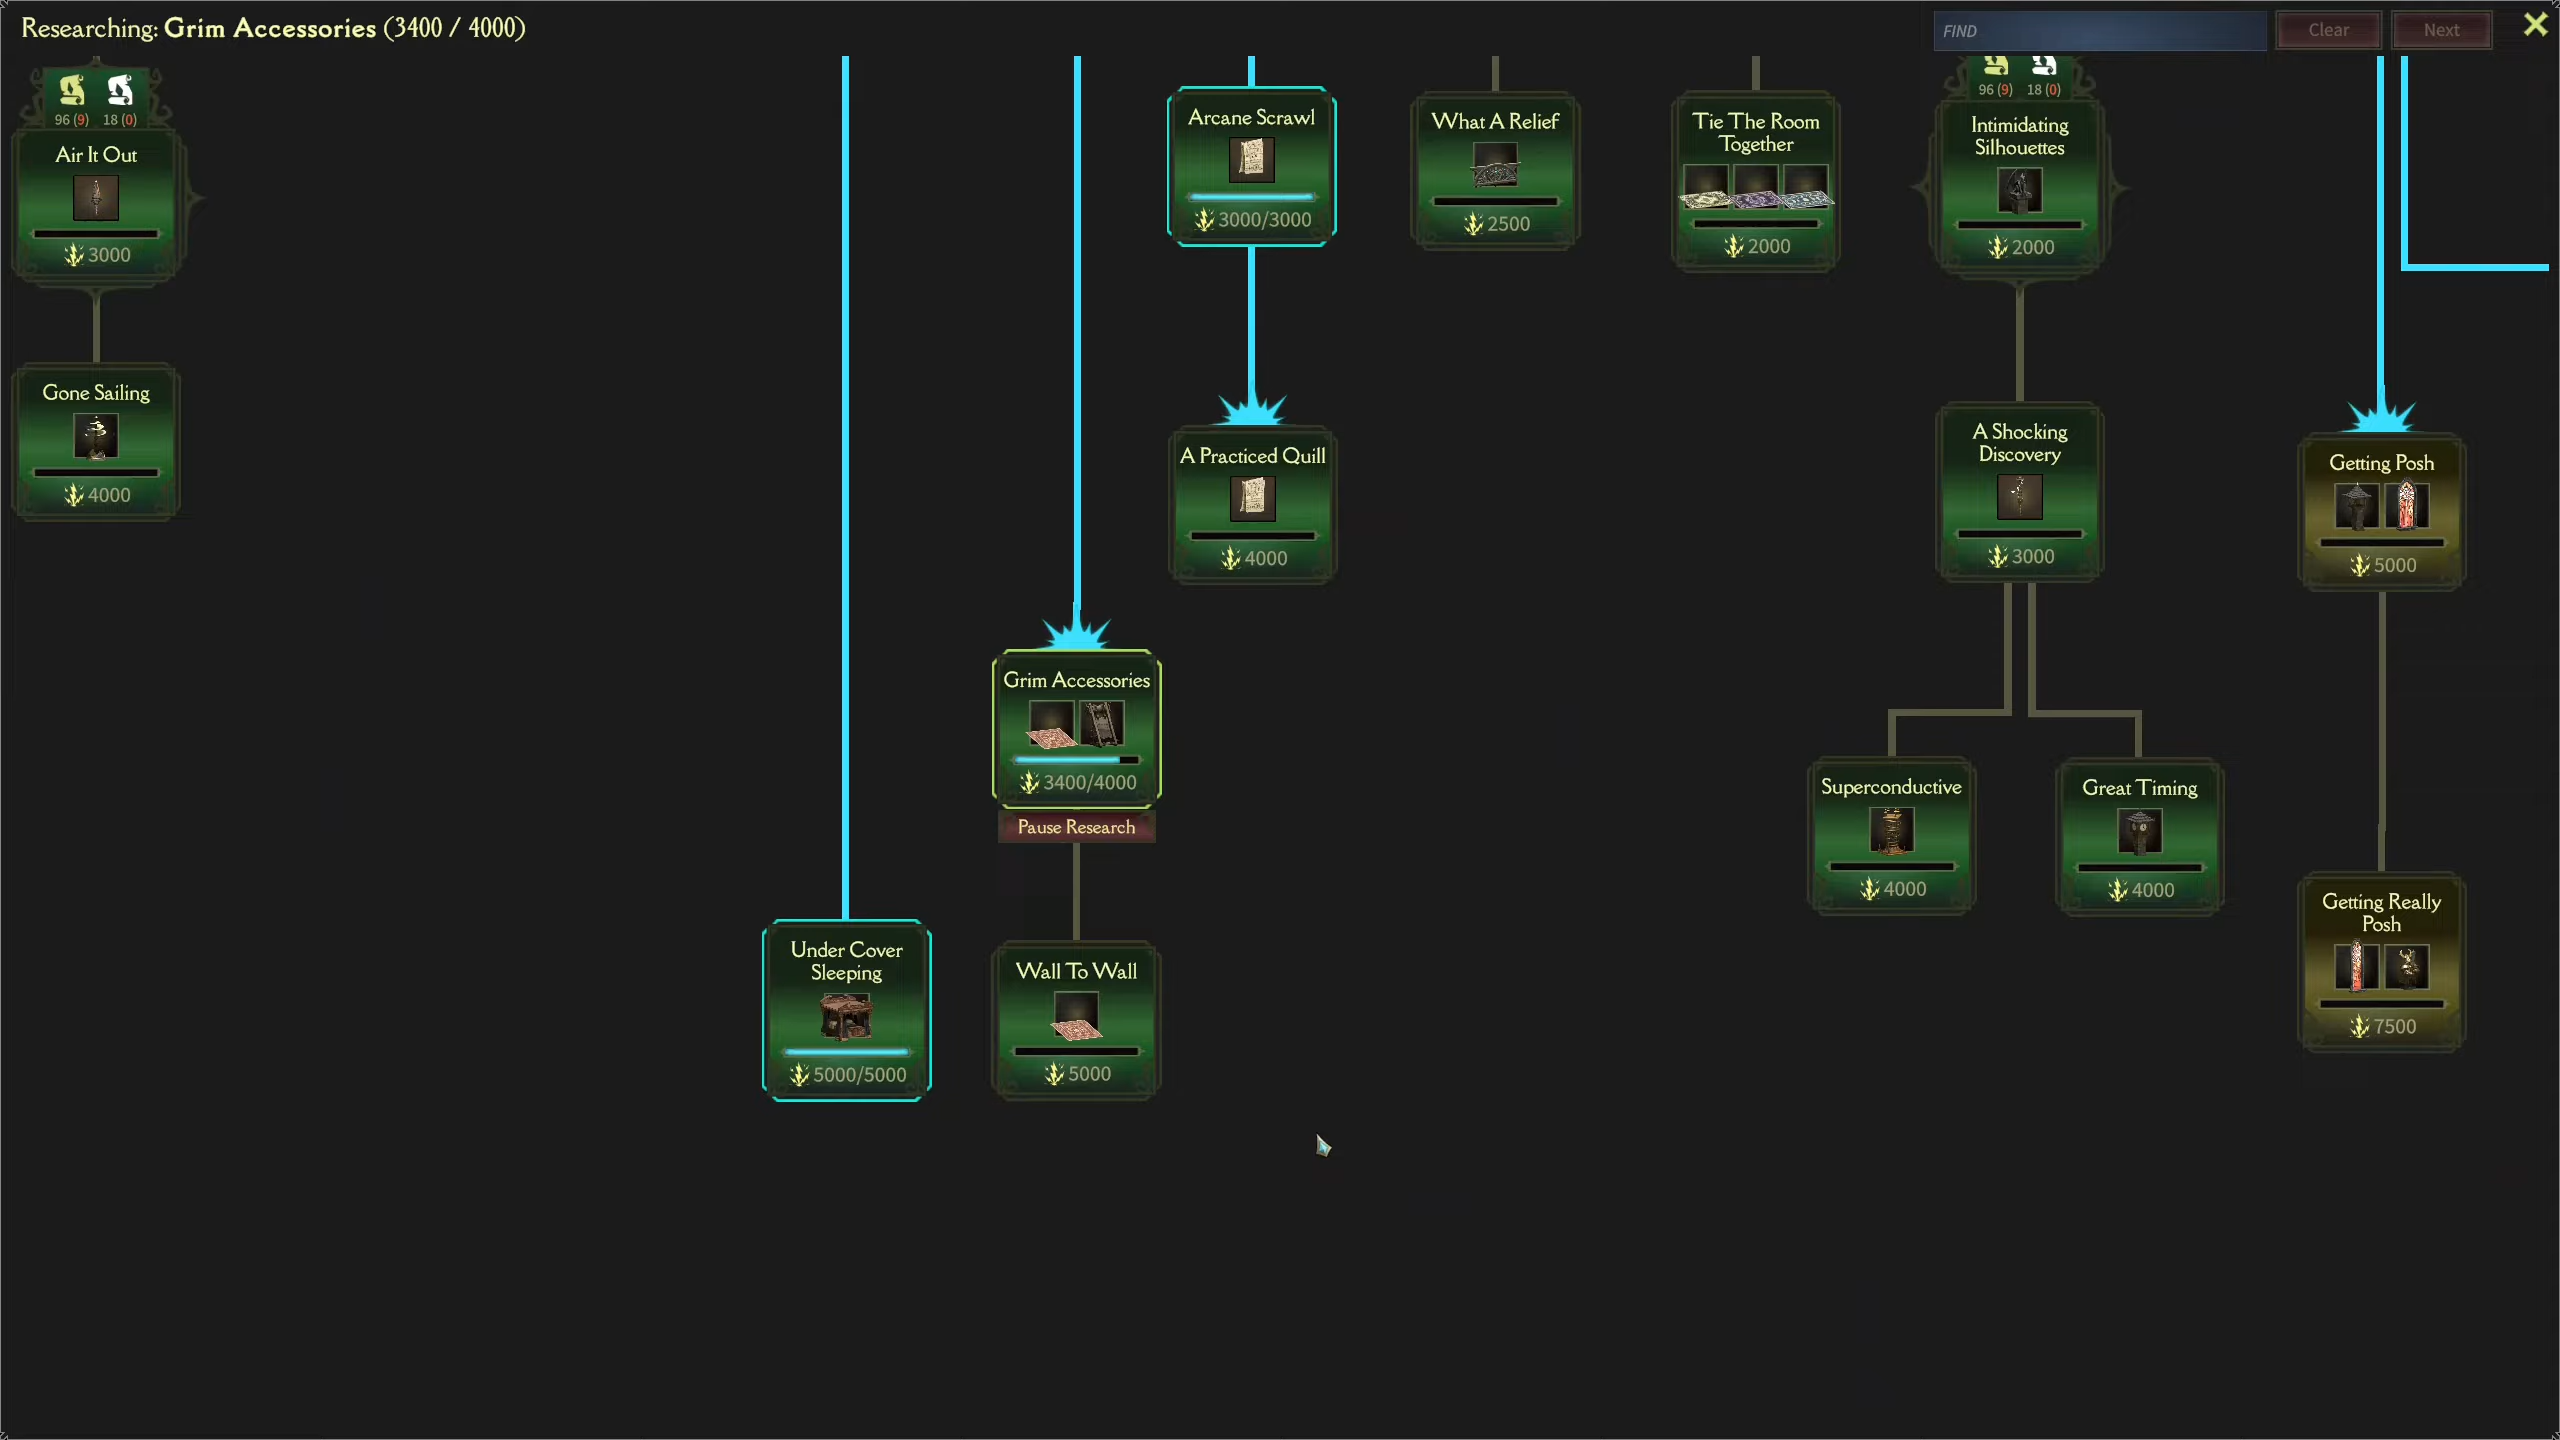 Researching: Grim Accessories (3400 / 4000)
FIND
Clear
Next
96 (9) 18 (0)
Air It Out
3000
Gone Sailing
4000
Arcane Scrawl
3000/3000
A Practiced Quill
4000
What A Relief
2500
Tie The Room
Together
2000
96 (9) 18 (0)
Intimidating
Silhouettes
2000
A Shocking
Discovery
3000
Getting Posh
5000
Grim Accessories
3400/4000
Pause Research
Superconductive
4000
Great Timing
4000
Under Cover
Sleeping
5000/5000
Wall To Wall
5000
Getting Really
Posh
7500